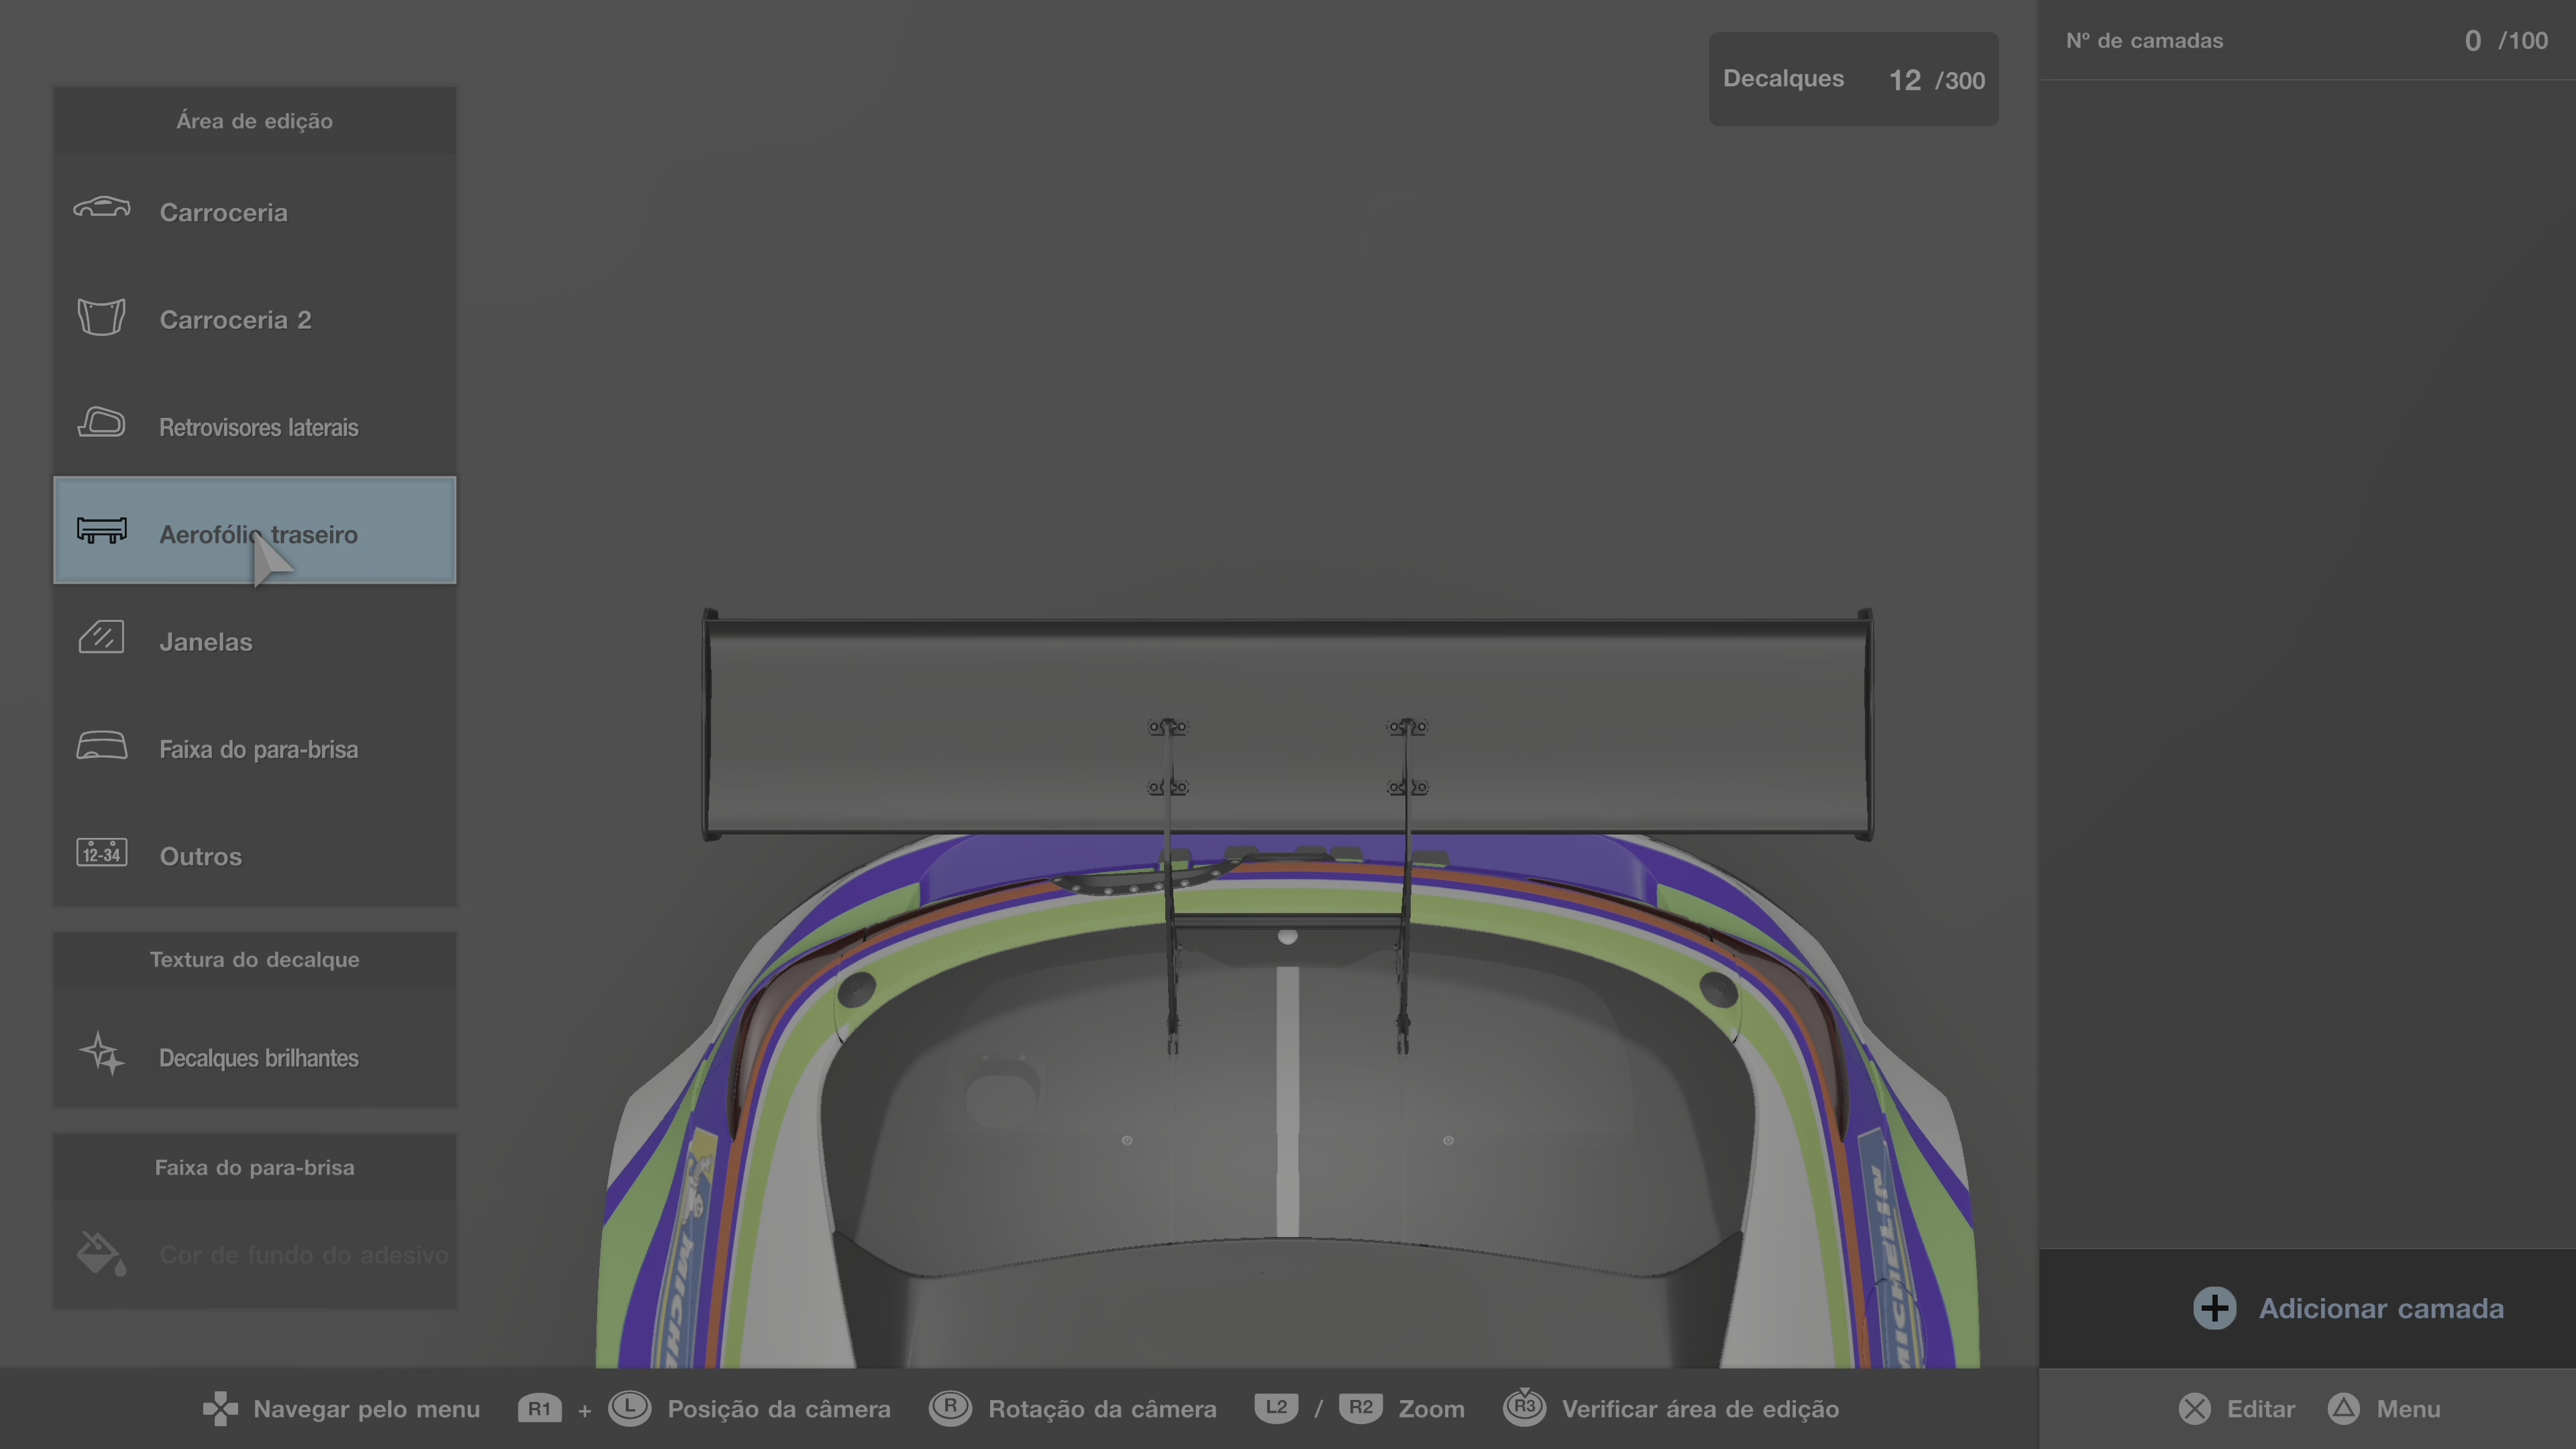 Nº de camadas 0 /100
Decalques 12 /300
Área de edição
Carroceria
Carroceria 2
Retrovisores laterais
Aerofólio traseiro
Janelas
Faixa do para-brisa
12-34 Outros
Textura do decalque
Decalques brilhantes
Faixa do para-brisa
Cor de fundo do adesivo
MICHELIN
Adicionar camada
Navegar pelo menu R1 + L Posição da câmera R Rotação da câmera L2 / R2 Zoom R3 Verificar área de edição Editar Menu